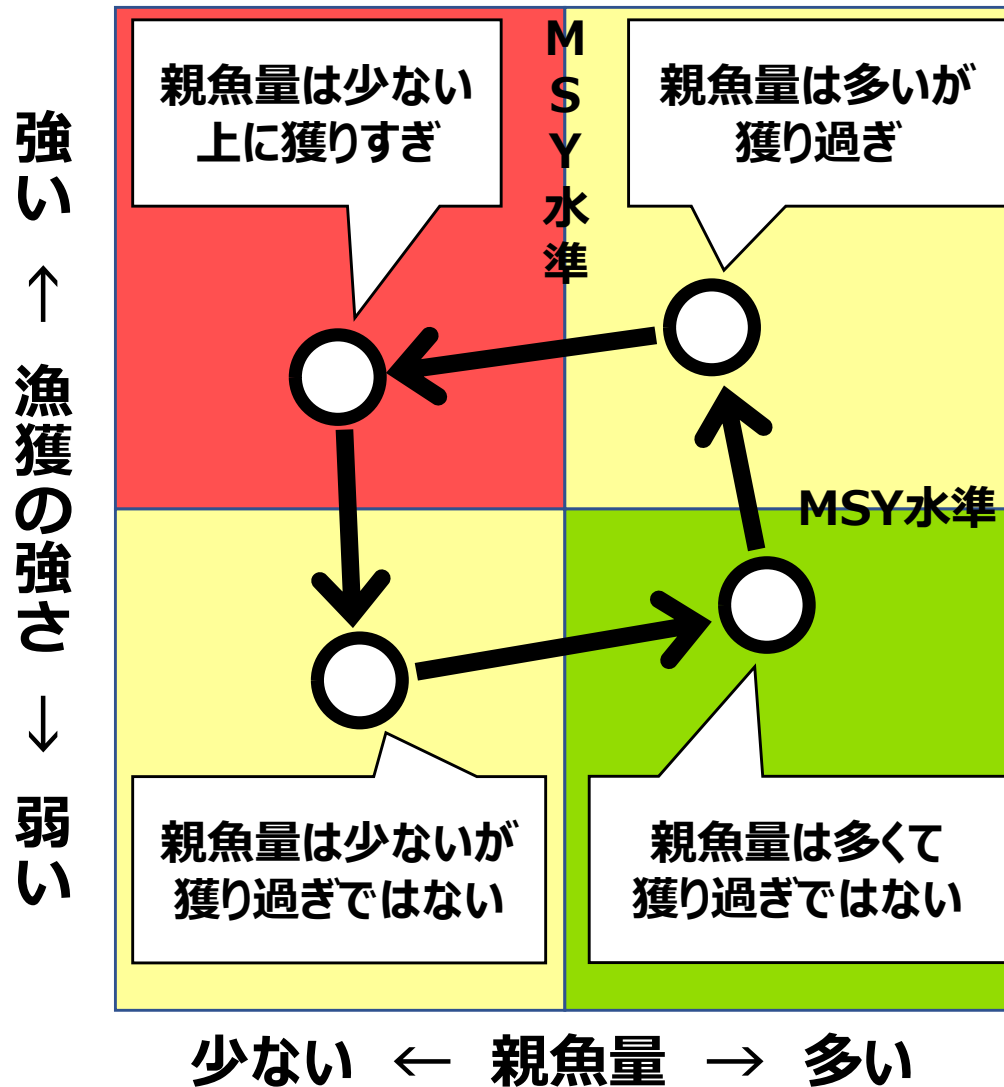 親魚量は少ない
上に獲りすぎ
MSY水準
親魚量は多いが
獲り過ぎ
強い ↑ 漁獲の強さ ↓ 弱い
MSY水準
親魚量は少ないが
獲り過ぎではない
親魚量は多くて
獲り過ぎではない
少ない ← 親魚量 → 多い